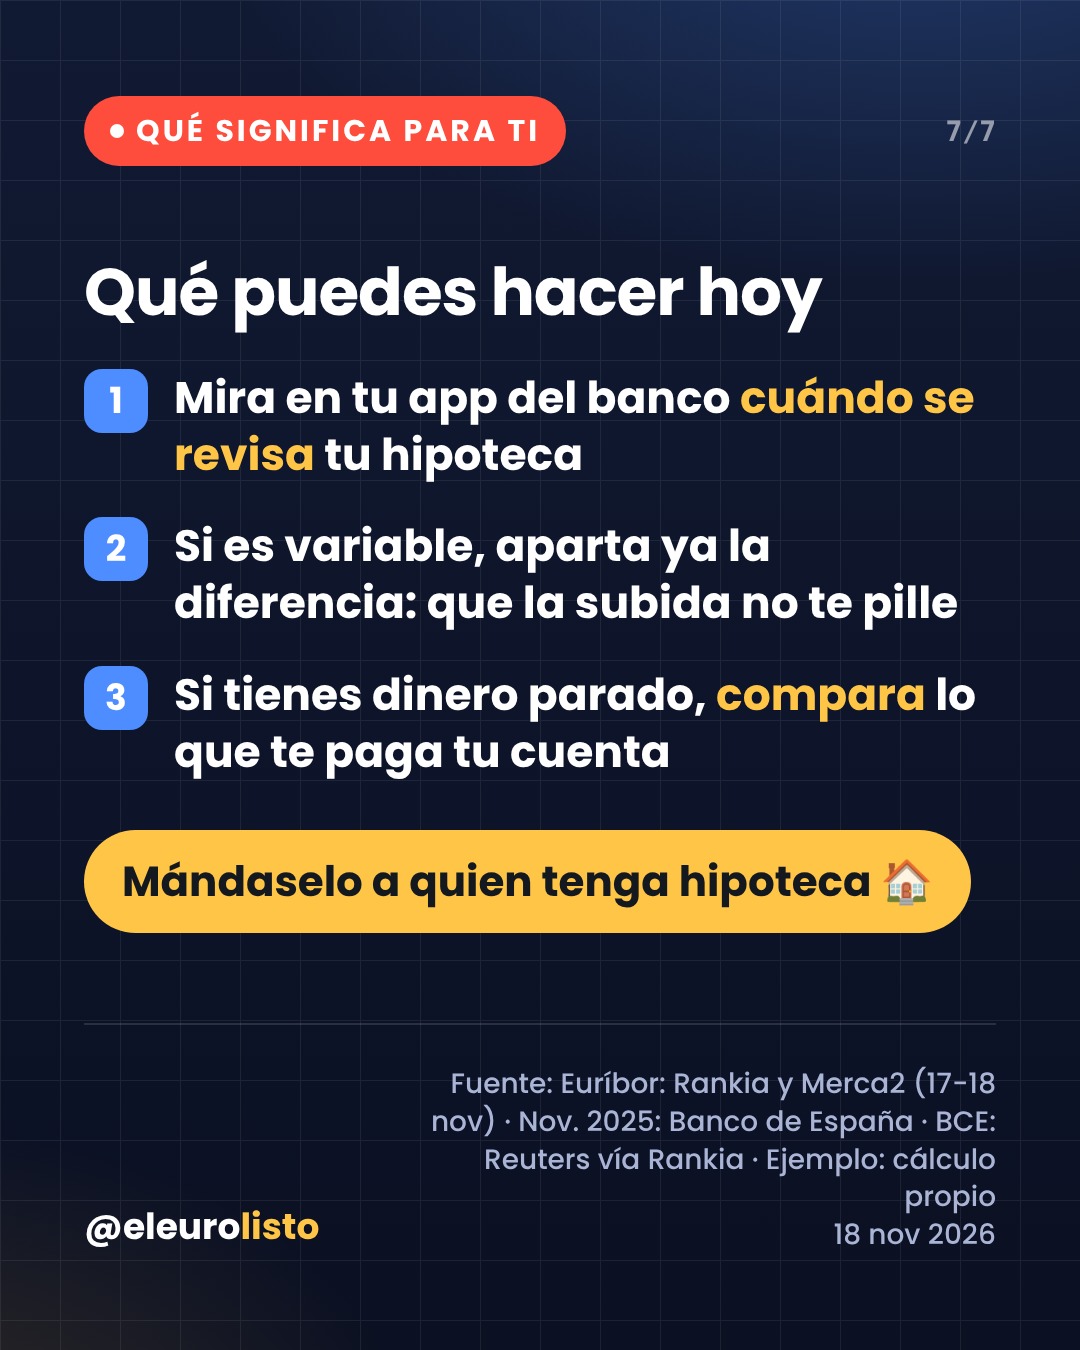 QUÉ SIGNIFICA PARA TI
7/7
Qué puedes hacer hoy
1 Mira en tu app del banco cuándo se
revisa tu hipoteca
2 Si es variable, aparta ya la
diferencia: que la subida no te pille
3 Si tienes dinero parado, compara lo
que te paga tu cuenta
Mándaselo a quien tenga hipoteca 🏠
Fuente: Euríbor: Rankia y Merca2 (17-18
nov) · Nov. 2025: Banco de España · BCE:
Reuters vía Rankia · Ejemplo: cálculo
propio
18 nov 2026
@eleurolisto